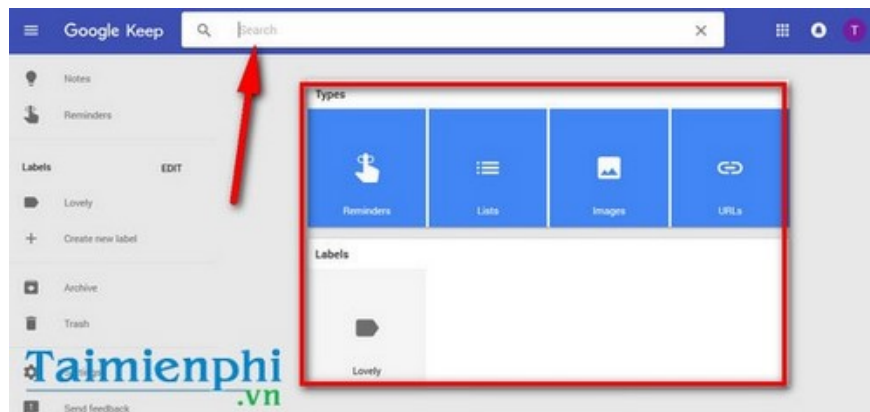 Google Keep
Search
T
Notes
Reminders
Labels
EDIT
Lovely
Create new label
Archive
Trash
Send feedback
Types
Reminders
Lists
Images
URLs
Labels
Lovely
Taimienphi
.vn